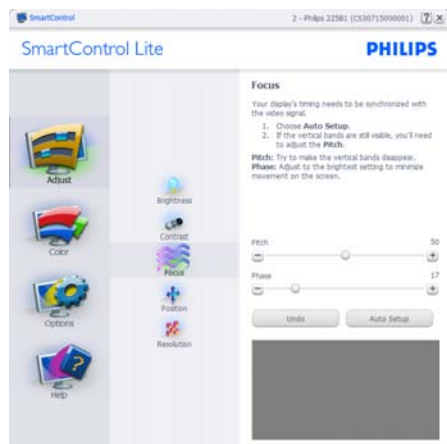 SmartControl
2 - Philips 225B1 (CS30715000001)
SmartControl Lite
PHILIPS
Adjust
Color
Options
Help
Brightness
Contrast
Focus
Position
Resolution
Focus
Your display's timing needs to be synchronized with
the video signal.
1. Choose Auto Setup.
2. If the vertical bands are still visible, you'll need
to adjust the Pitch.
Pitch: Try to make the vertical bands disappear.
Phase: Adjust to the brightest setting to minimize
movement on the screen.
Pitch 50
Phase 17
Undo Auto Setup